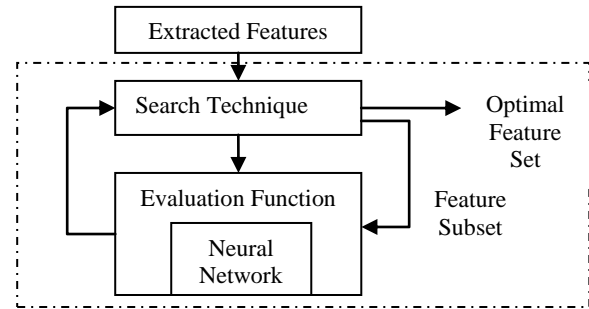 Extracted Features
Search Technique
Optimal
Feature
Set
Evaluation Function
Feature
Subset
Neural
Network